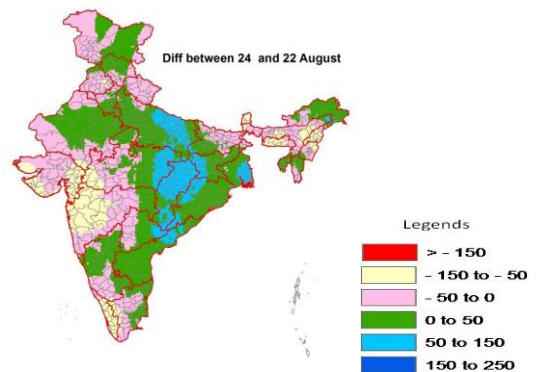 Diff between 24 and 22 August
Legends
> - 150
- 150 to - 50
- 50 to 0
0 to 50
50 to 150
150 to 250